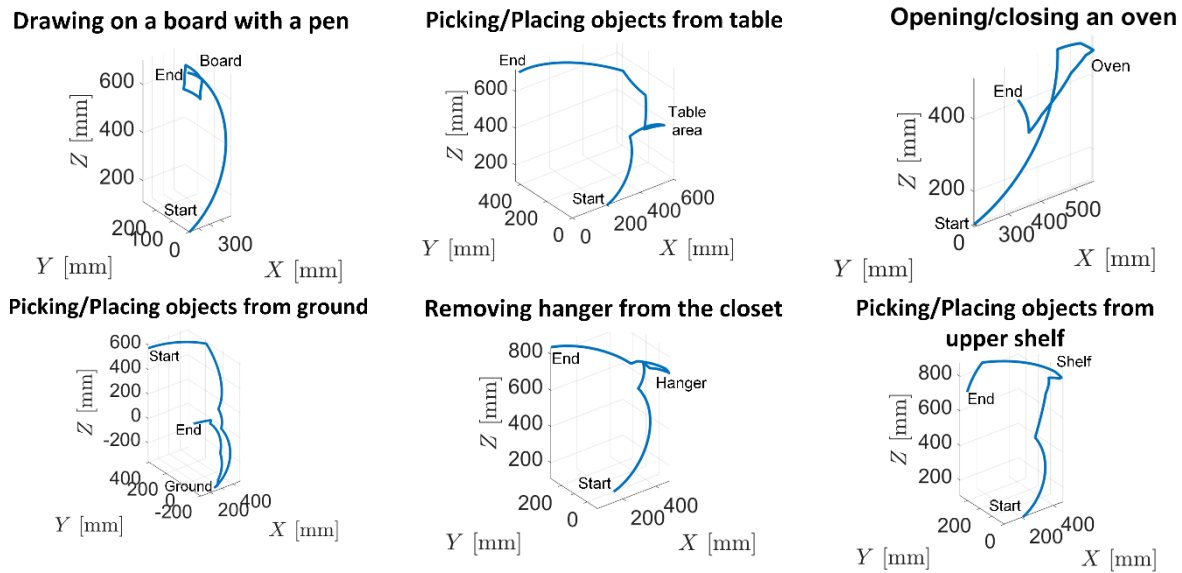 Drawing on a board with a pen
Board
End
600
400
200
Z [mm]
Start
200
100
0
300
Y [mm]
X [mm]
Picking/Placing objects from table
End
600
400
200
Z [mm]
Table
area
Start
400
200
0
0
200
400
600
Y [mm]
X [mm]
Opening/closing an oven
Oven
End
400
200
Z [mm]
Start
0
300
400
500
Y [mm]
X [mm]
Picking/Placing objects from ground
600
400
200
0
-200
Z [mm]
Start
End
Ground
400
200
0
-200
200
400
Y [mm]
X [mm]
Removing hanger from the closet
800
600
400
200
Z [mm]
End
Hanger
Start
200
0
200
400
Y [mm]
X [mm]
Picking/Placing objects from
upper shelf
Shelf
800
600
400
200
Z [mm]
End
Start
200
0
200
400
Y [mm]
X [mm]